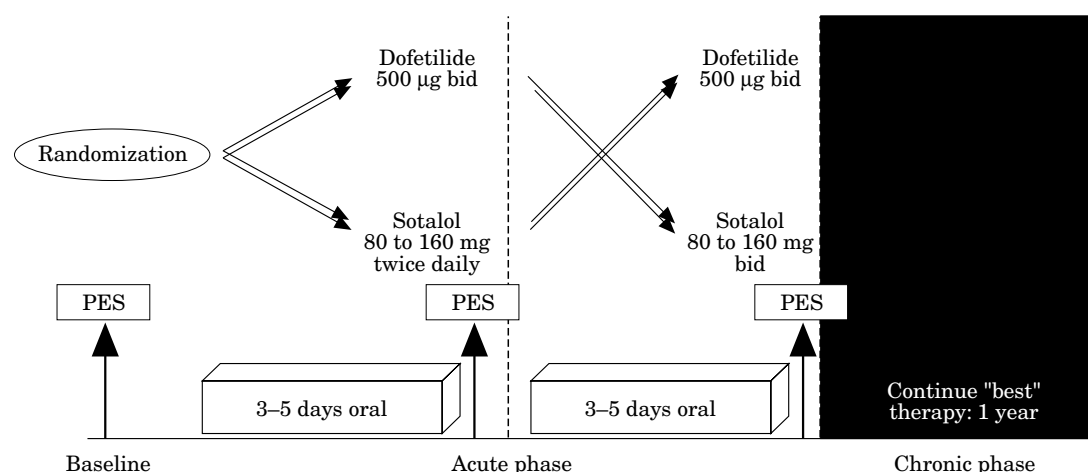 Dofetilide
500 µg bid
Dofetilide
500 µg bid
Randomization
Sotalol
80 to 160 mg
twice daily
Sotalol
80 to 160 mg
bid
PES
PES
PES
3–5 days oral
3–5 days oral
Continue "best"
therapy: 1 year
Baseline
Acute phase
Chronic phase